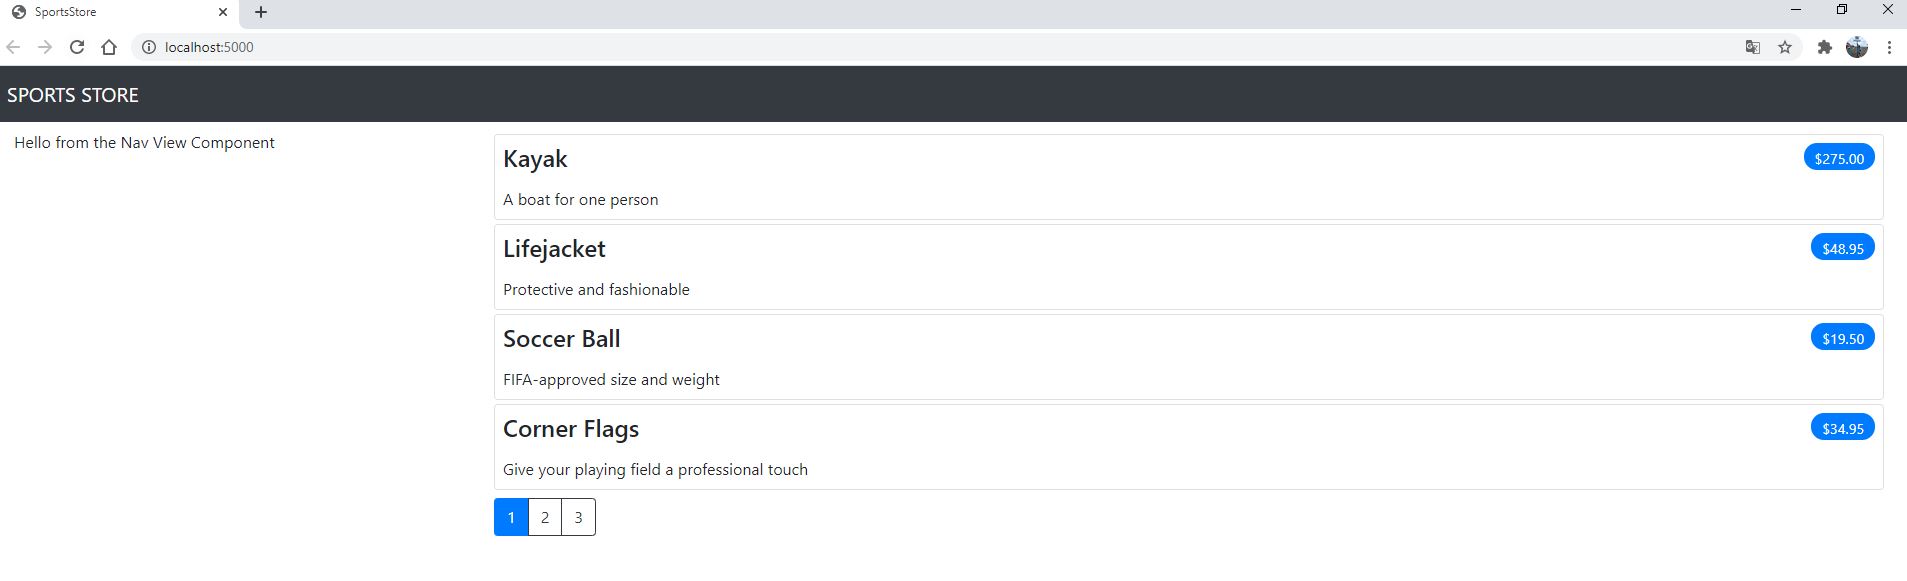 SportsStore
localhost:5000
SPORTS STORE
Hello from the Nav View Component
Kayak
$275.00
A boat for one person
Lifejacket
$48.95
Protective and fashionable
Soccer Ball
$19.50
FIFA-approved size and weight
Corner Flags
$34.95
Give your playing field a professional touch
1 2 3